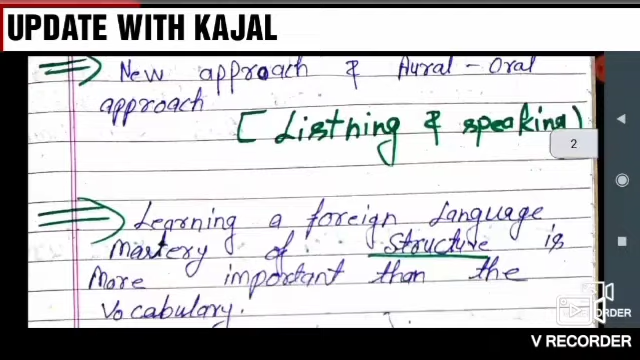 UPDATE WITH KAJAL
⇒ New approach & Aural - Oral
approach
[Listning & speaking)
2
⇒ Learning a foreign language
mastery of structure is
more important than the
vocabulary.
RECORDER
V RECORDER